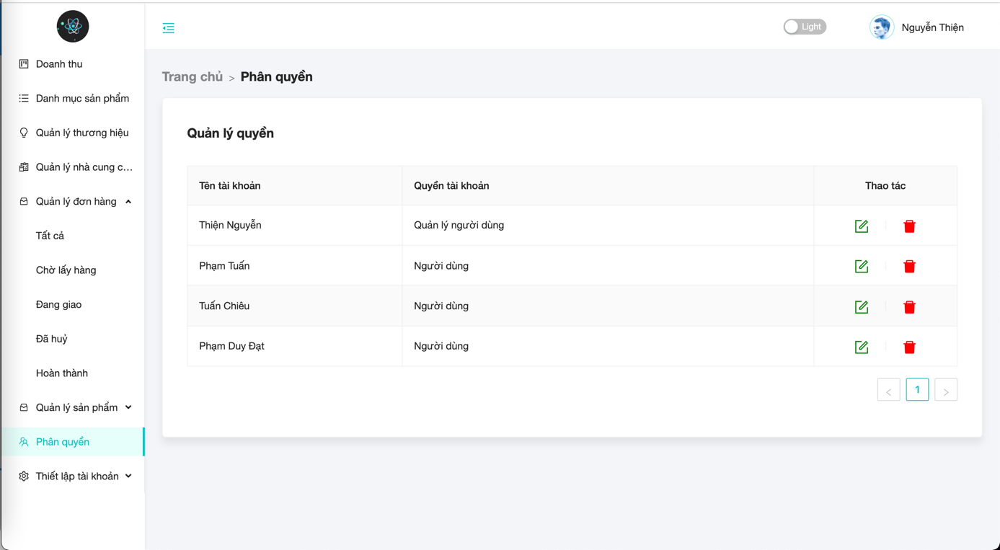 Doanh thu
Danh mục sản phẩm
Quản lý thương hiệu
Quản lý nhà cung c...
Quản lý đơn hàng
Tất cả
Chờ lấy hàng
Đang giao
Đã huỷ
Hoàn thành
Quản lý sản phẩm
Phân quyền
Thiết lập tài khoản
Light
Nguyễn Thiện
Trang chủ > Phân quyền
Quản lý quyền
Tên tài khoản Quyền tài khoản Thao tác
Thiện Nguyễn Quản lý người dùng
Phạm Tuấn Người dùng
Tuấn Chiêu Người dùng
Phạm Duy Đạt Người dùng
< 1 >